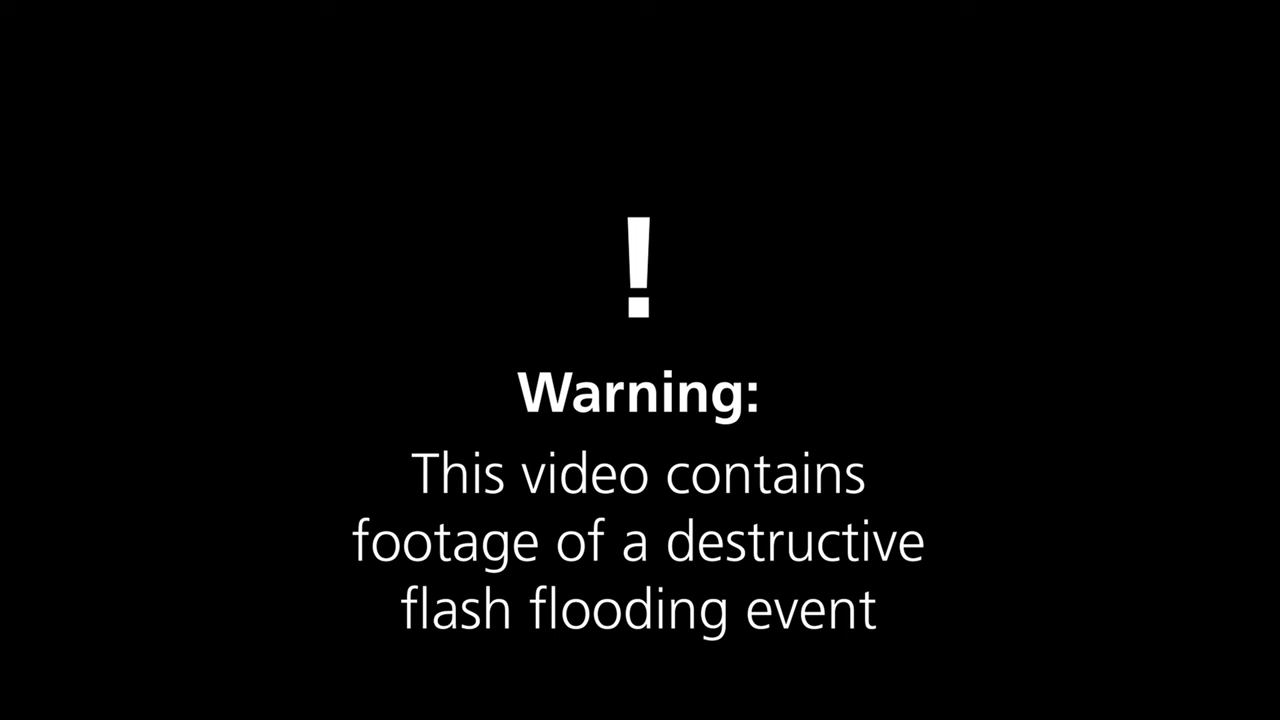 !
Warning:
This video contains
footage of a destructive
flash flooding event